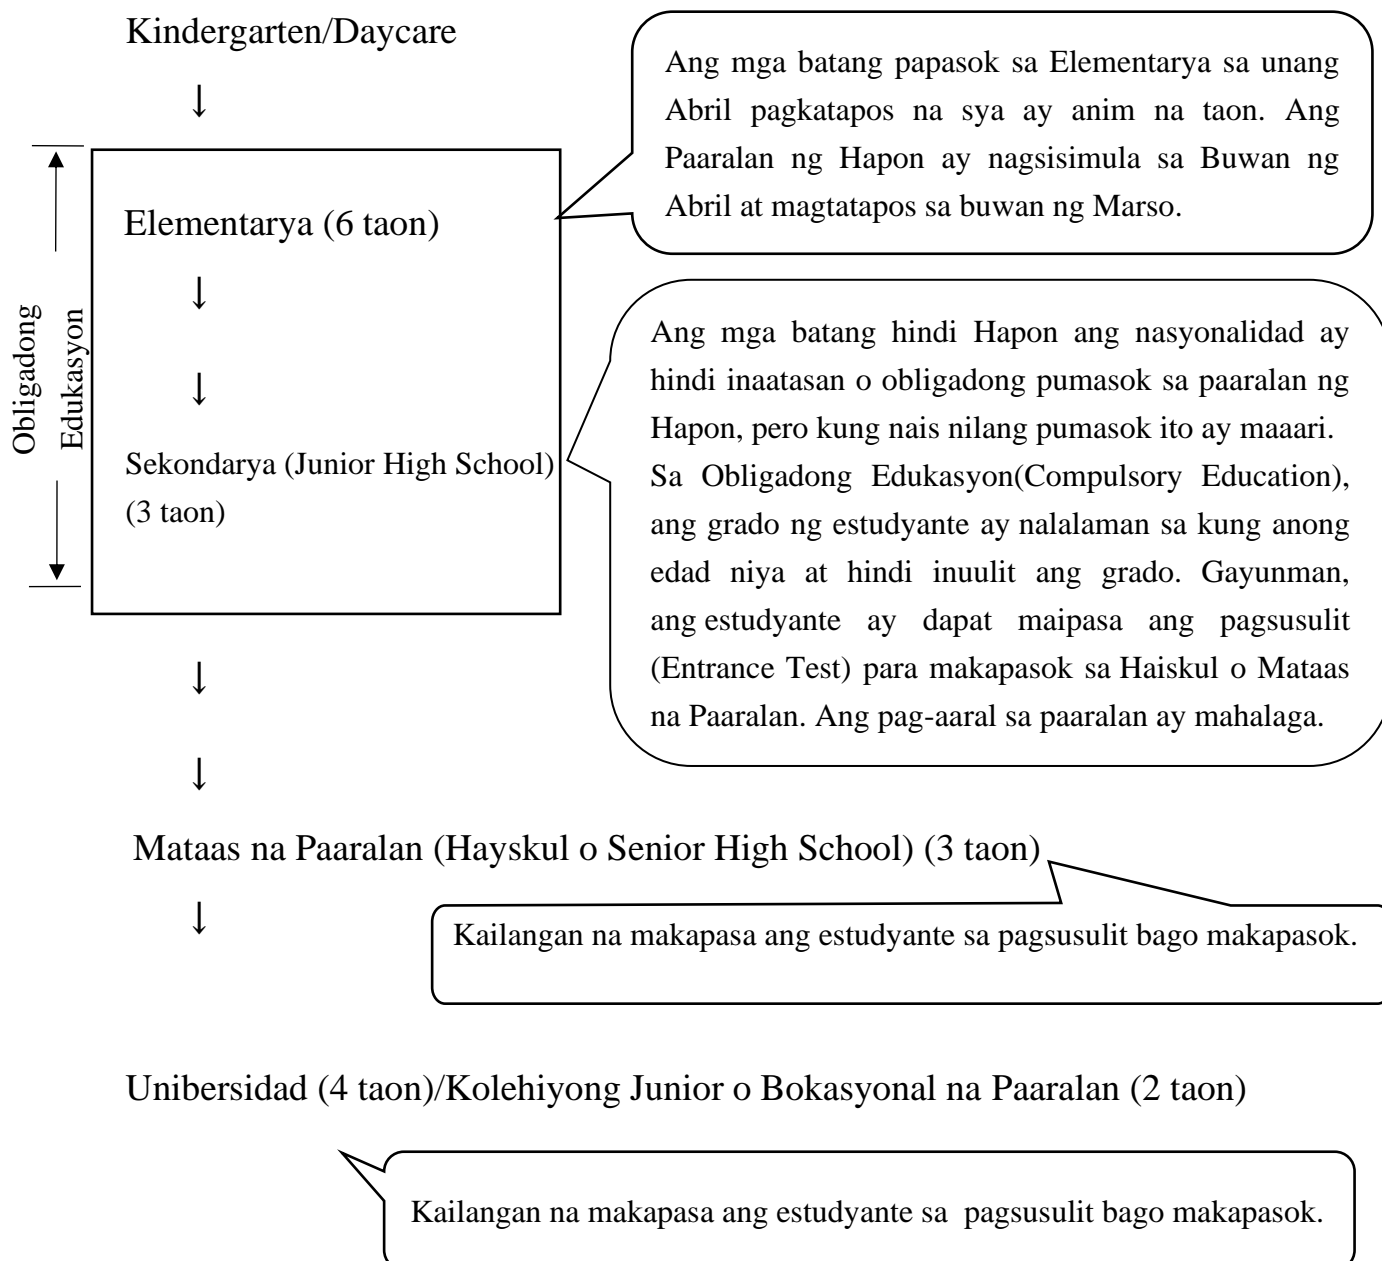 Kindergarten/Daycare
↓
Ang mga batang papasok sa Elementarya sa unang
Abril pagkatapos na sya ay anim na taon. Ang
Paaralan ng Hapon ay nagsisimula sa Buwan ng
Abril at magtatapos sa buwan ng Marso.
Obligadong
Edukasyon
Elementarya (6 taon)
↓
↓
Sekondarya (Junior High School)
(3 taon)
Ang mga batang hindi Hapon ang nasyonalidad ay
hindi inaatasan o obligadong pumasok sa paaralan ng
Hapon, pero kung nais nilang pumasok ito ay maaari.
Sa Obligadong Edukasyon(Compulsory Education),
ang grado ng estudyante ay nalalaman sa kung anong
edad niya at hindi inuulit ang grado. Gayunman,
ang estudyante ay dapat maipasa ang pagsusulit
(Entrance Test) para makapasok sa Haiskul o Mataas
na Paaralan. Ang pag-aaral sa paaralan ay mahalaga.
↓
↓
Mataas na Paaralan (Hayskul o Senior High School) (3 taon)
↓
Kailangan na makapasa ang estudyante sa pagsusulit bago makapasok.
Unibersidad (4 taon)/Kolehiyong Junior o Bokasyonal na Paaralan (2 taon)
Kailangan na makapasa ang estudyante sa pagsusulit bago makapasok.